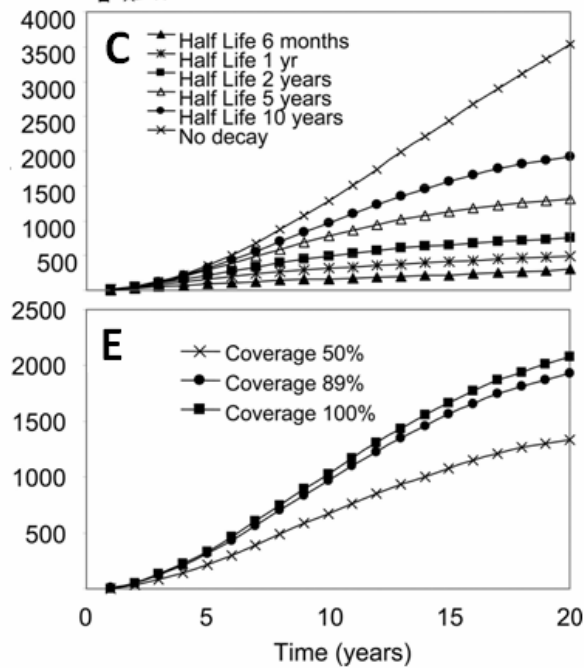 4000
C
Half Life 6 months
Half Life 1 yr
Half Life 2 years
Half Life 5 years
Half Life 10 years
No decay
3500
3000
2500
2000
1500
1000
500
2500
E
Coverage 50%
Coverage 89%
Coverage 100%
2000
1500
1000
500
0 5 10 15 20
Time (years)